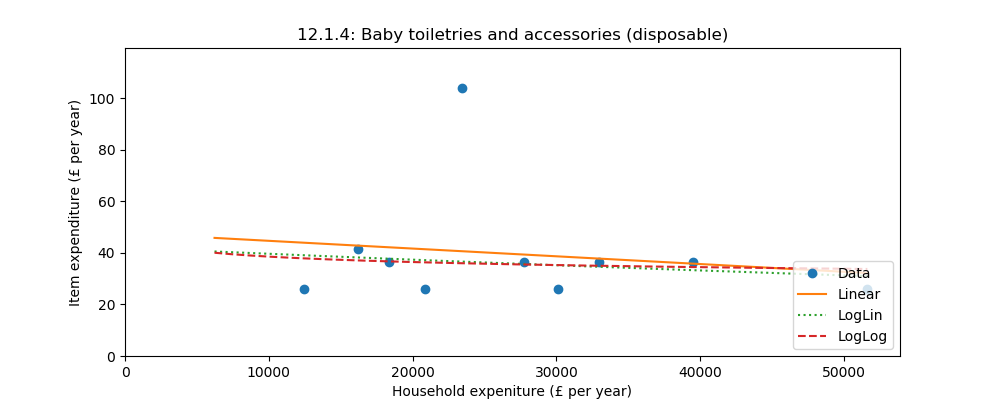 12.1.4: Baby toiletries and accessories (disposable)
Item expenditure (£ per year)
100
80
60
40
20
0
0 10000 20000 30000 40000 50000
Household expeniture (£ per year)
Data
Linear
LogLin
LogLog